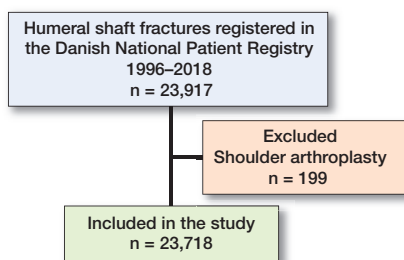 Humeral shaft fractures registered in
the Danish National Patient Registry
1996–2018
n = 23,917
Excluded
Shoulder arthroplasty
n = 199
Included in the study
n = 23,718